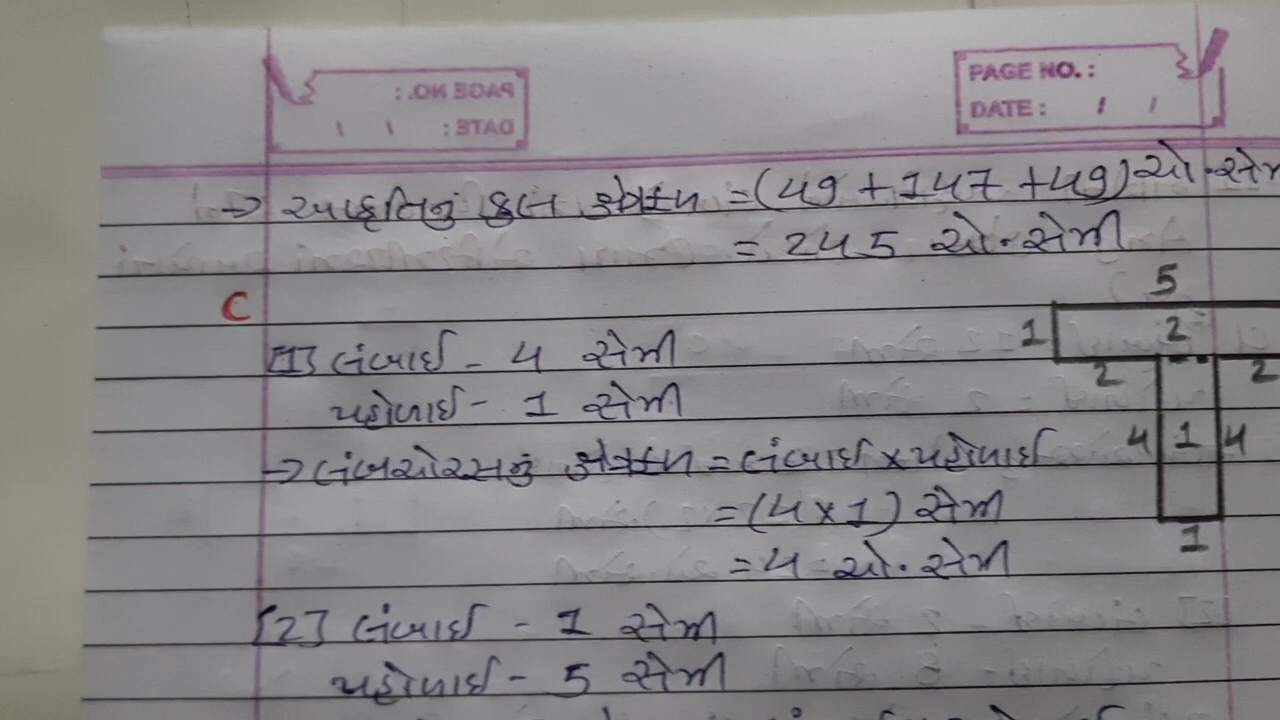 PAGE NO. :
DATE : / /
→ આકૃતિનું કુલ ક્ષેત્રફળ = (49 + 147 + 49) ચો. સેમ
= 245 ચો. સેમી
C
5
1 2
2 2
4 1 4
1
[1] લંબાઈ - 4 સેમી
પહોળાઈ - 1 સેમી
→ લંબચોરસનું ક્ષેત્રફળ = લંબાઈ × પહોળાઈ
= (4 × 1) સેમી
= 4 ચો. સેમી
[2] લંબાઈ - 1 સેમી
પહોળાઈ - 5 સેમી